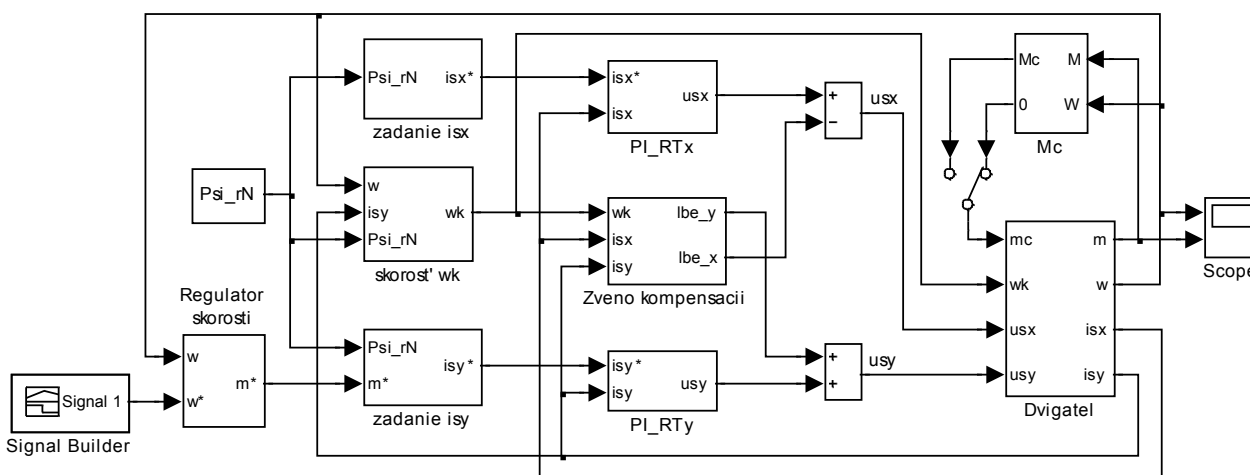 Psi_rN
isx*
zadanie isx
isx*
isx
usx
PI_RTx
+
−
usx
Mc
M
0
W
Mc
Psi_rN
w
isy
Psi_rN
wk
skorost' wk
wk
isx
isy
Ibe_y
Ibe_x
Zveno kompensacii
mc
wk
usx
usy
m
w
isx
isy
Dvigatel
Scope
Regulator
skorosti
w
w*
m*
Psi_rN
m*
isy*
zadanie isy
isy*
isy
usy
PI_RTy
+
+
usy
Signal 1
Signal Builder